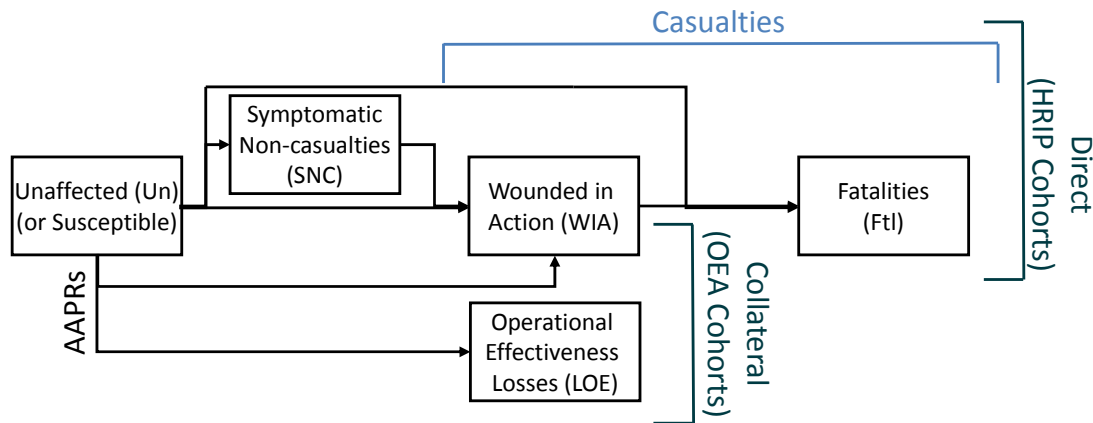 Casualties
Symptomatic
Non-casualties
(SNC)
Unaffected (Un)
(or Susceptible)
Wounded in
Action (WIA)
Fatalities
(Ftl)
Direct
(HRIP Cohorts)
AAPRs
Operational
Effectiveness
Losses (LOE)
Collateral
(OEA Cohorts)